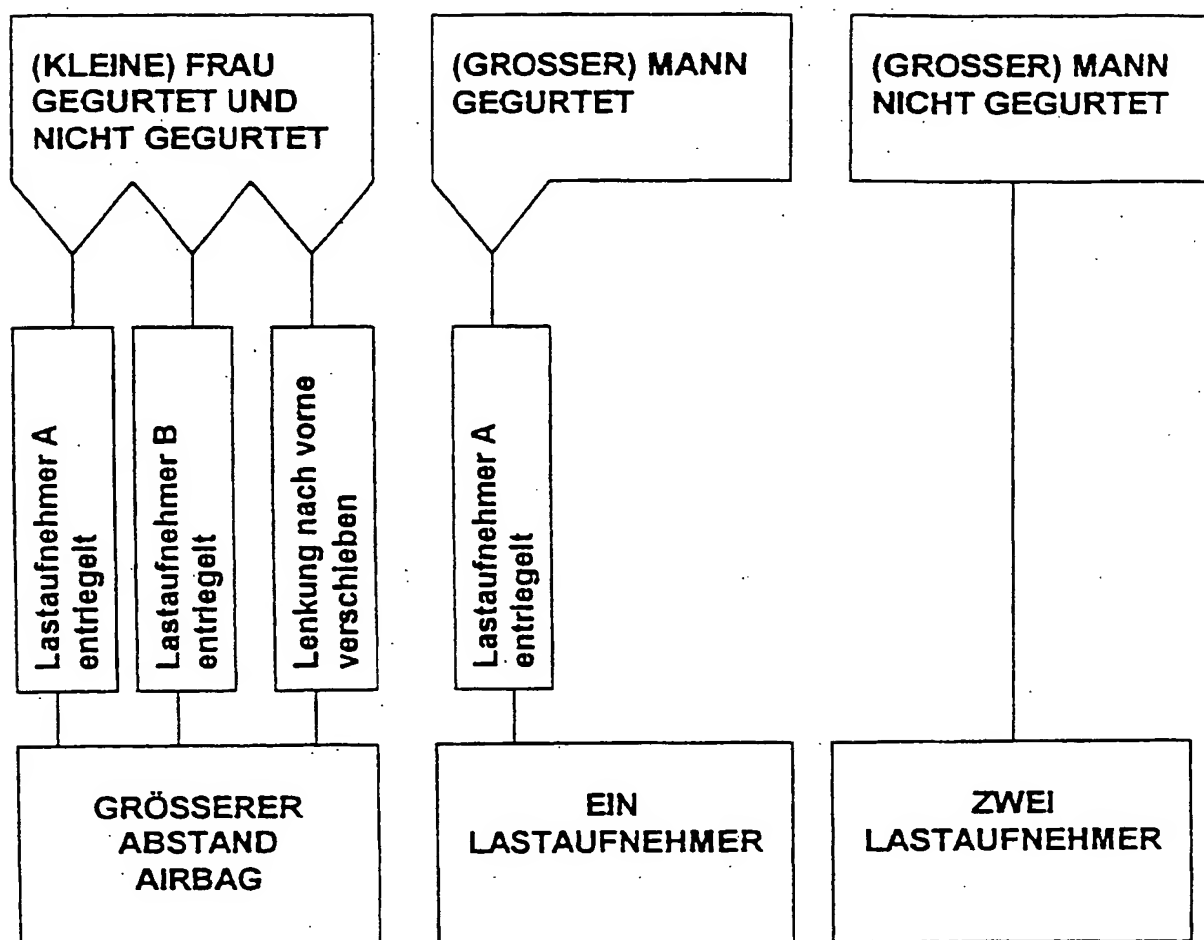 (KLEINE) FRAU
GEGURTET UND
NICHT GEGURTET
(GROSSER) MANN
GEGURTET
(GROSSER) MANN
NICHT GEGURTET
Lastaufnehmer A
entriegelt
Lastaufnehmer B
entriegelt
Lenkung nach vorne
verschieben
Lastaufnehmer A
entriegelt
GRÖSSERER
ABSTAND
AIRBAG
EIN
LASTAUFNEHMER
ZWEI
LASTAUFNEHMER